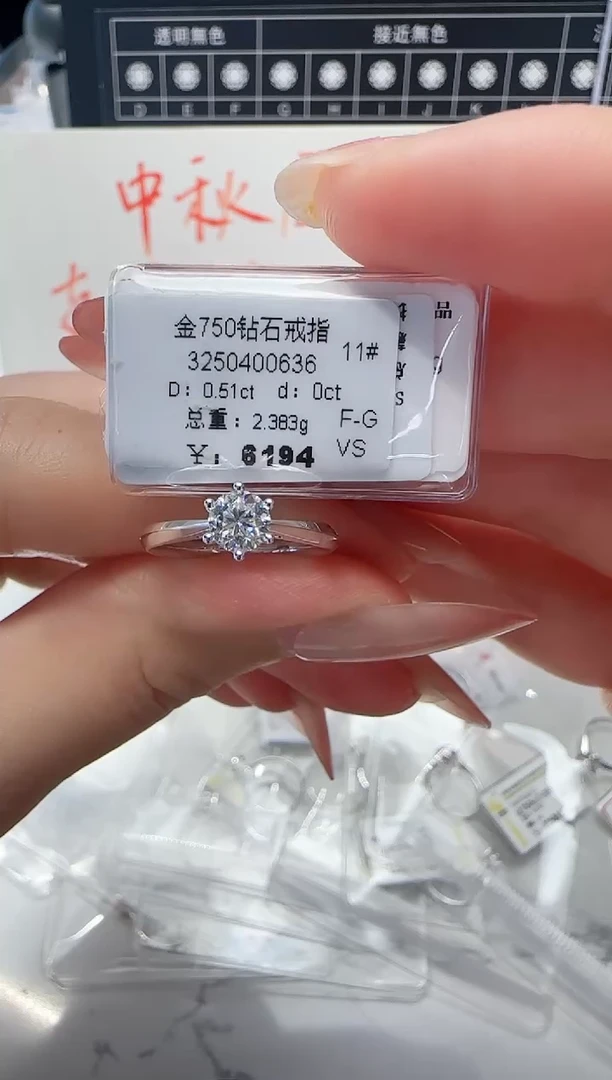 透明無色 接近無色
D E F G H I J K
中秋
金750钻石戒指
3250400636 11#
D: 0.51ct d: 0ct
总重: 2.383g F-G
6194 VS
品